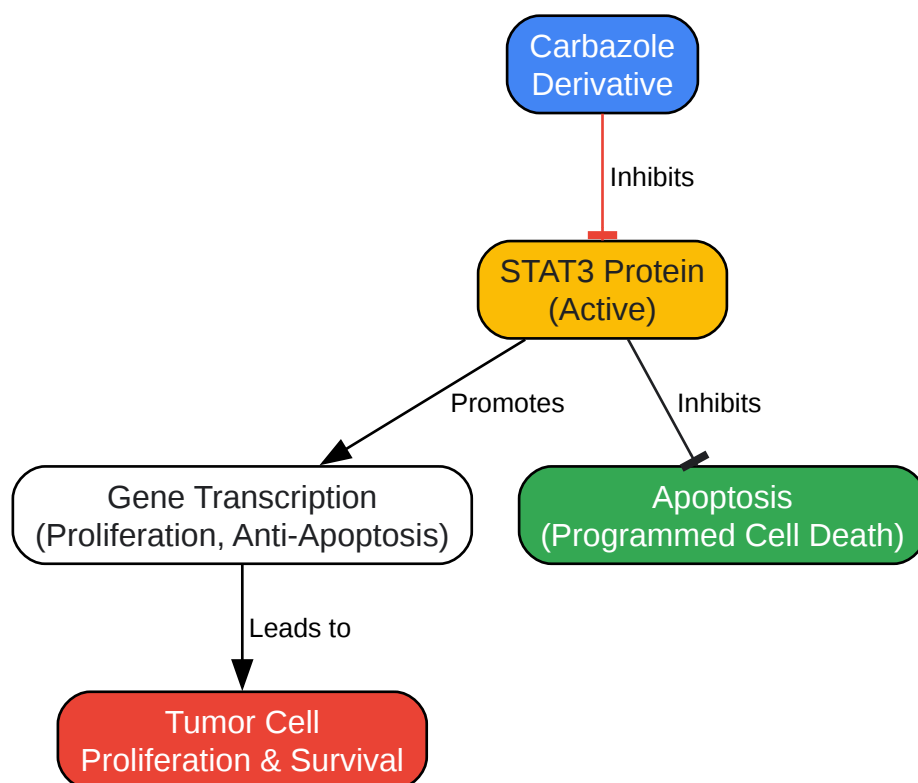 Carbazole
Derivative
Inhibits
STAT3 Protein
(Active)
Promotes
Inhibits
Gene Transcription
(Proliferation, Anti-Apoptosis)
Apoptosis
(Programmed Cell Death)
Leads to
Tumor Cell
Proliferation & Survival